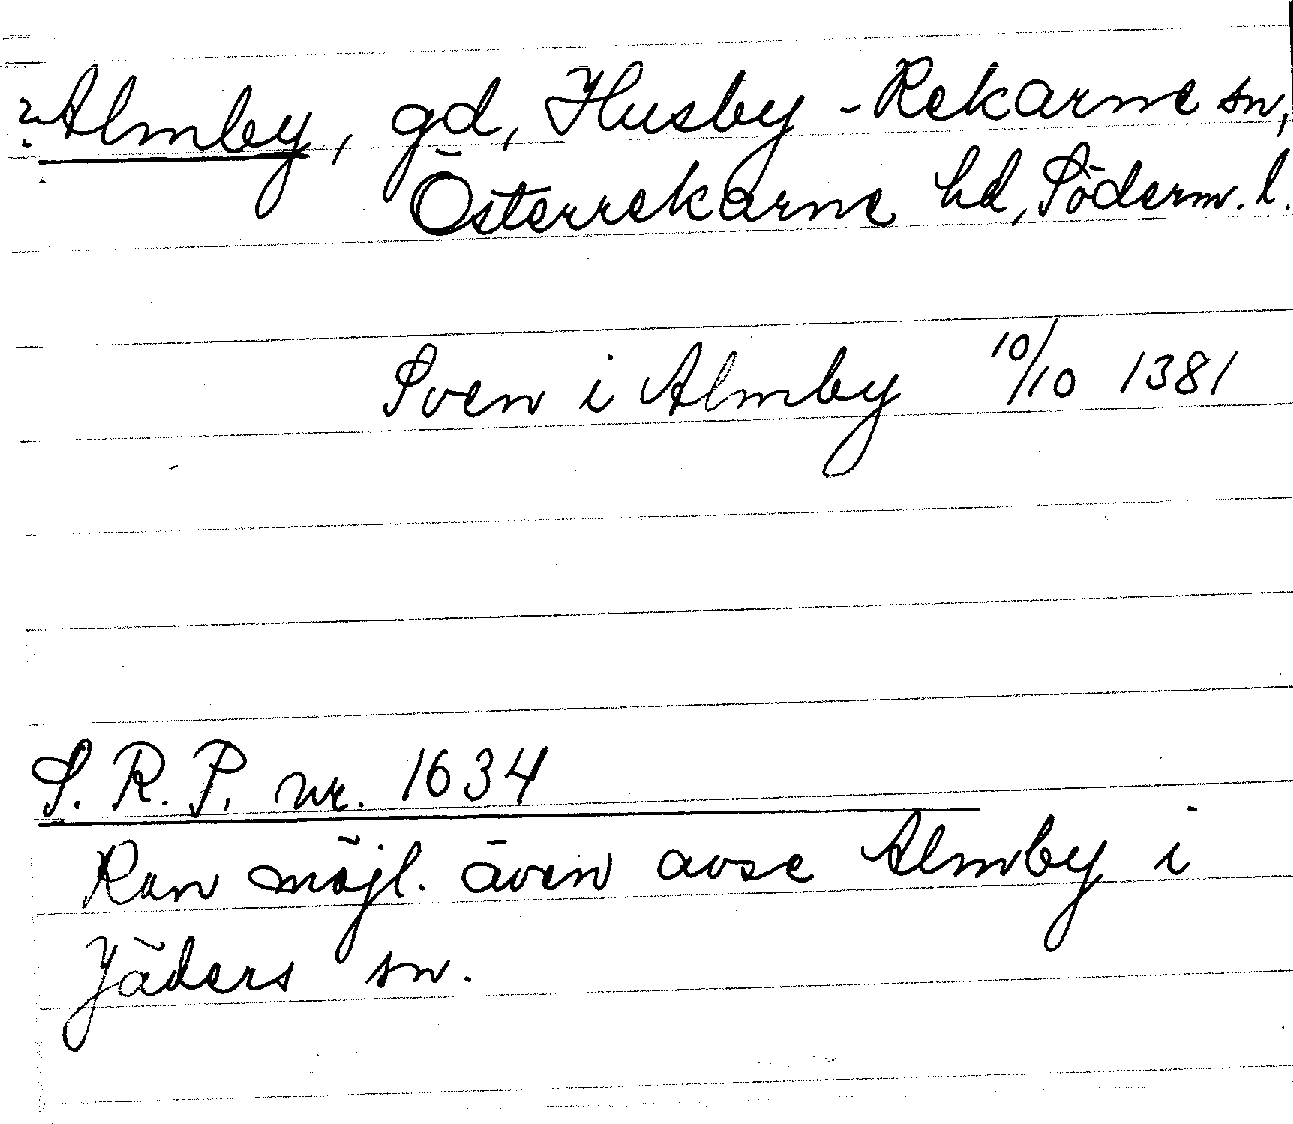 ? Almby, gd, Husby-Rekarne sn,
Österrekarne hd, Söderm. l.
Sven i Almby 10/10 1381
S. R. P. nr. 1634
Kan möjl. även avse Almby i
Jäders sn.